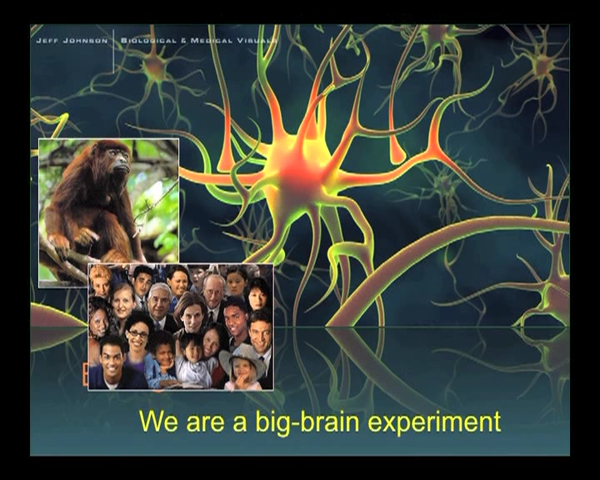 JEFF JOHNSON | BIOLOGICAL & MEDICAL VISUALS
We are a big-brain experiment